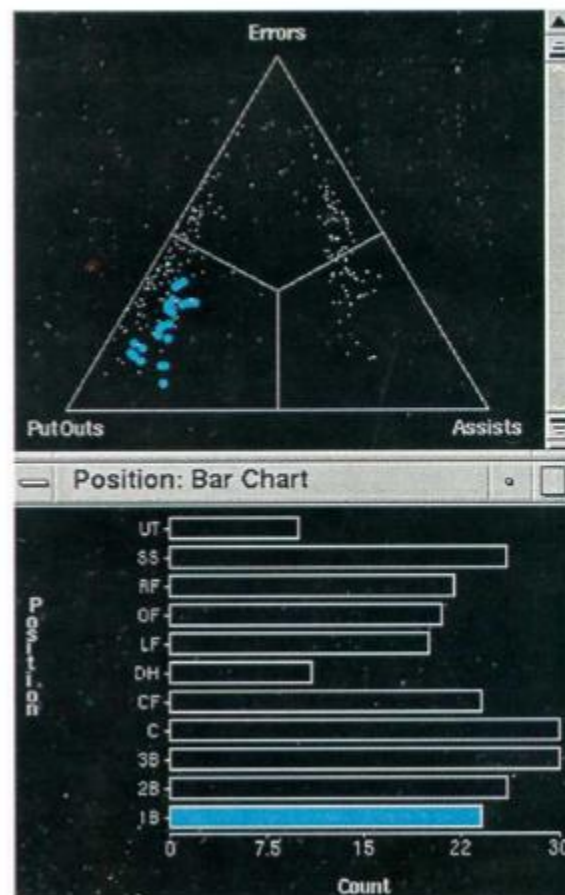 Errors
PutOuts
Assists
Position: Bar Chart
Position
UT
SS
RF
OF
LF
DH
CF
C
3B
2B
1B
0
7.5
15
22
30
Count